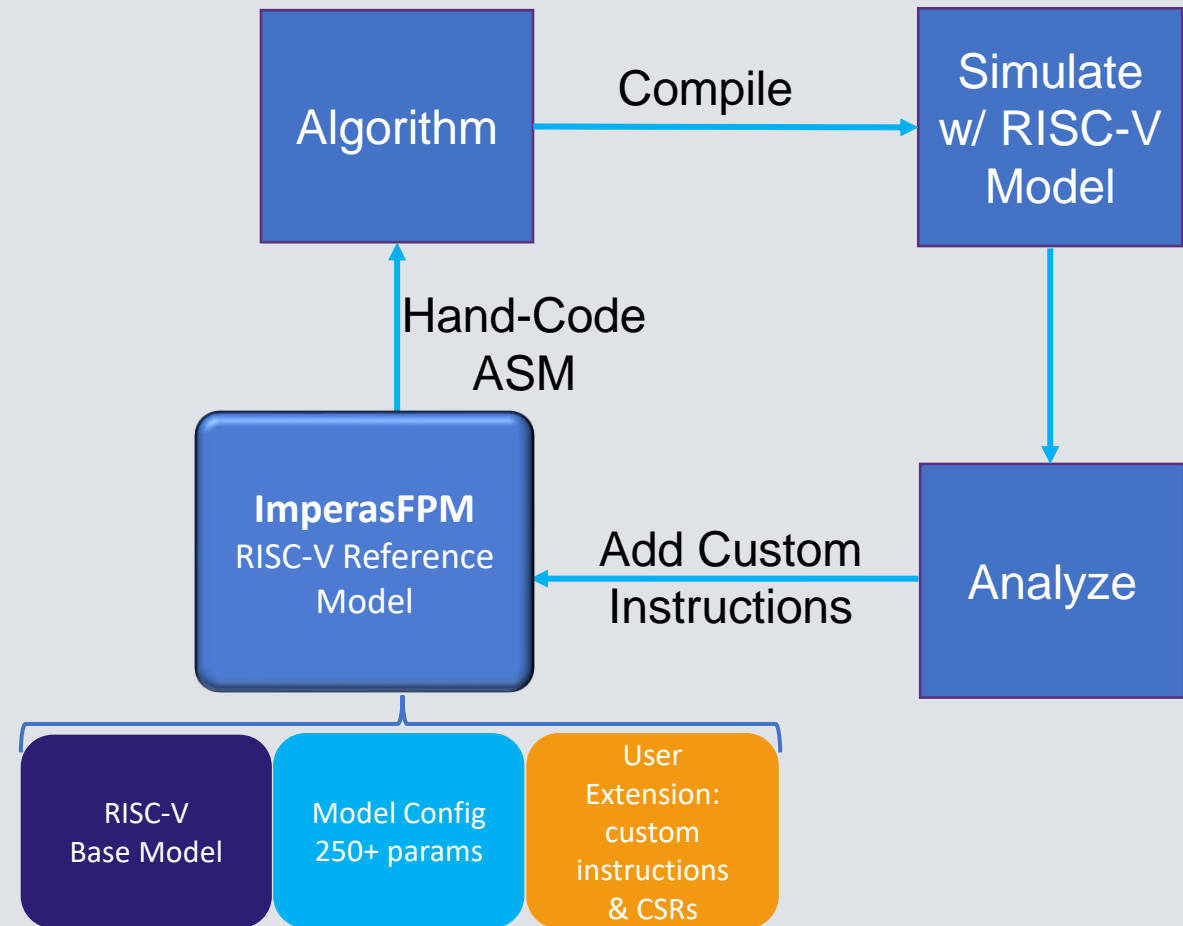 Algorithm
Compile
Simulate
w/ RISC-V
Model
Hand-Code
ASM
ImperasFPM
RISC-V Reference
Model
Add Custom
Instructions
Analyze
RISC-V
Base Model
Model Config
250+ params
User
Extension:
custom
instructions
& CSRs